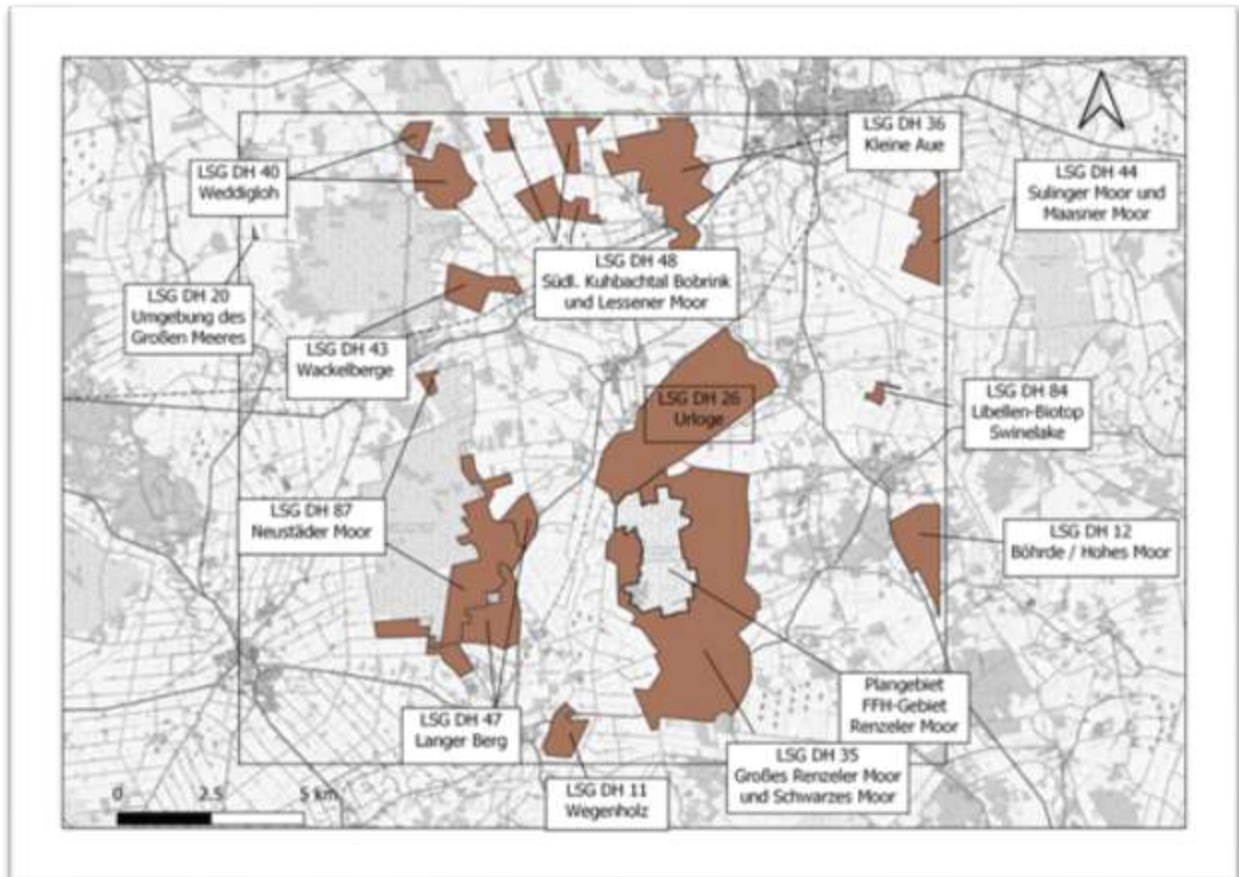 LSG DH 36
Kleine Aue
LSG DH 40
Weddigloh
LSG DH 44
Sulinger Moor und
Maasner Moor
LSG DH 48
Südl. Kuhbachtal Bobrink
und Lessener Moor
LSG DH 20
Umgebung des
Großen Meeres
LSG DH 43
Wackelberge
LSG DH 26
Urloge
LSG DH 84
Libellen-Biotop
Swinelake
LSG DH 87
Neustäder Moor
LSG DH 12
Böhrde / Hohes Moor
Plangebiet
FFH-Gebiet
Renzeler Moor
LSG DH 47
Langer Berg
LSG DH 35
Großes Renzeler Moor
und Schwarzes Moor
LSG DH 11
Wegenholz
0 2.5 5 km